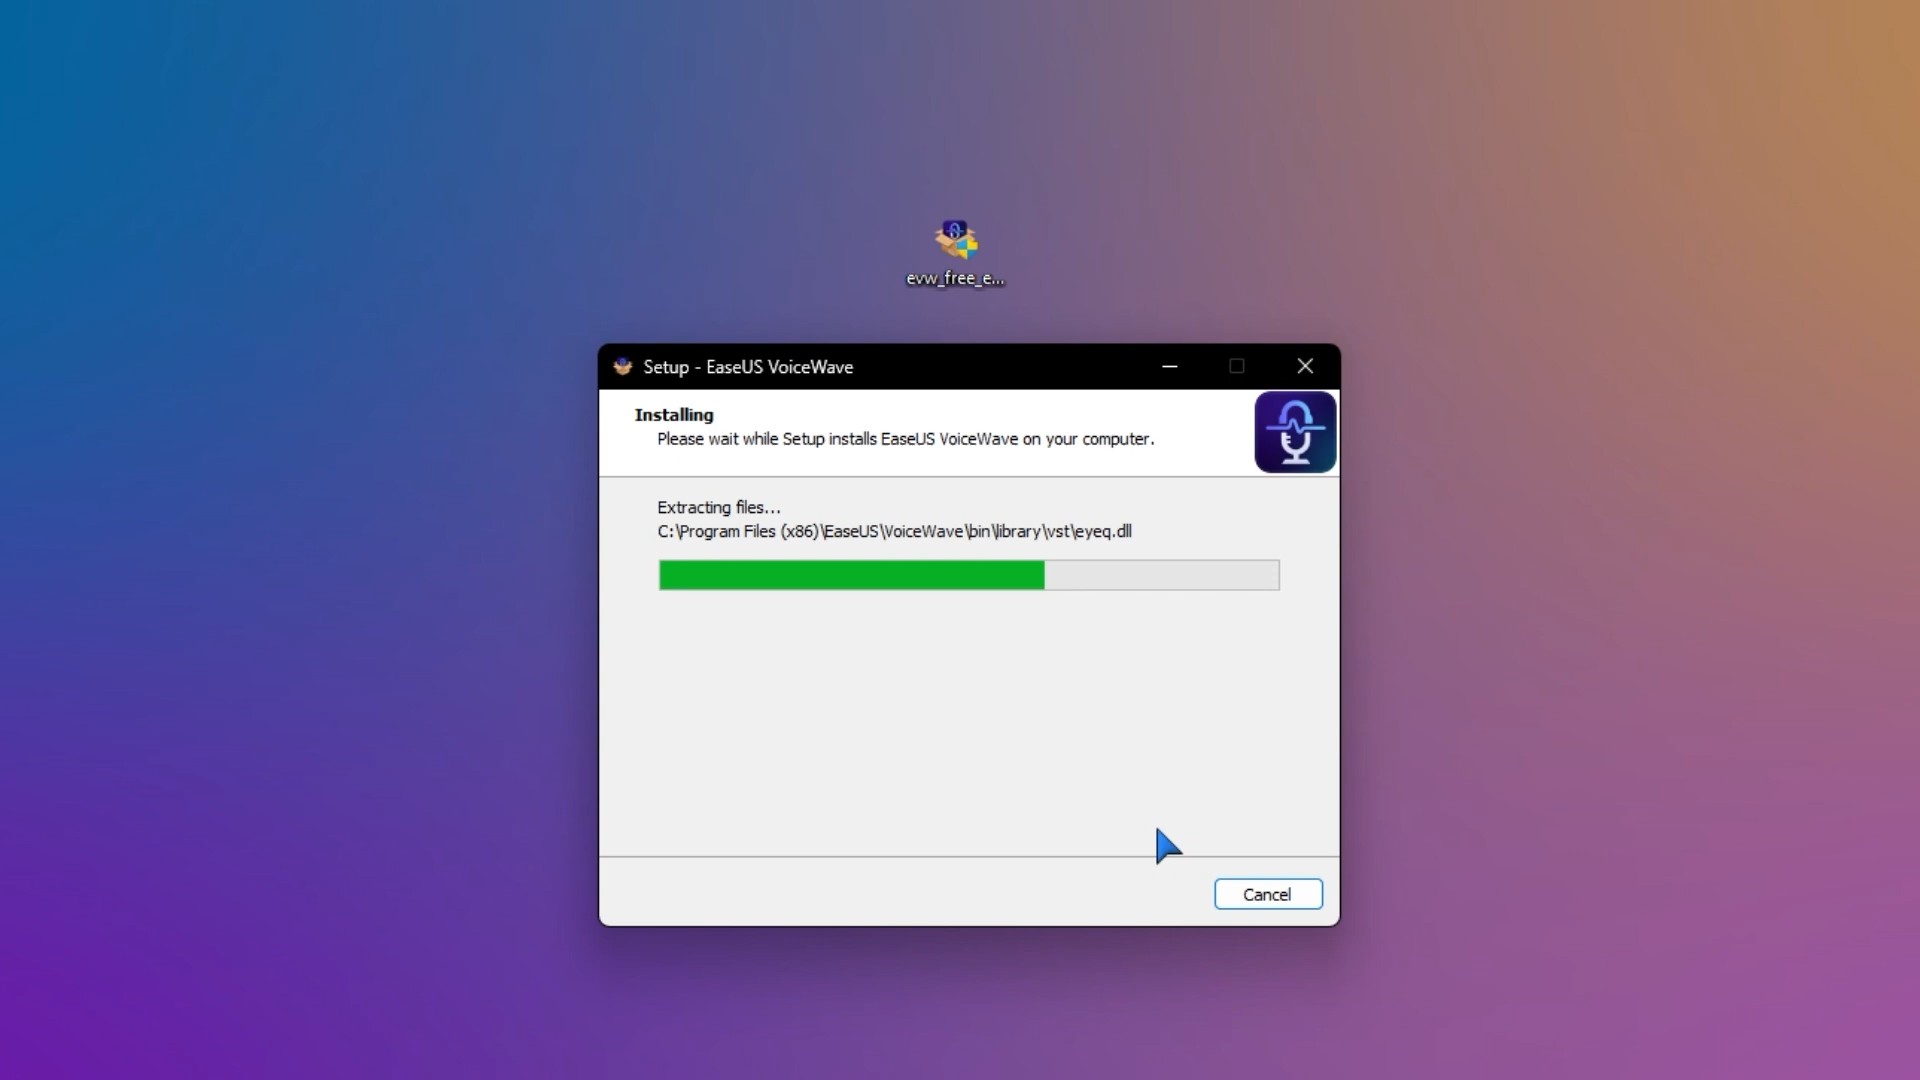 evw_free_e...
Setup - EaseUS VoiceWave
Installing
Please wait while Setup installs EaseUS VoiceWave on your computer.
Extracting files...
C:\Program Files (x86)\EaseUS\VoiceWave\bin\library\vst\eyeq.dll
Cancel